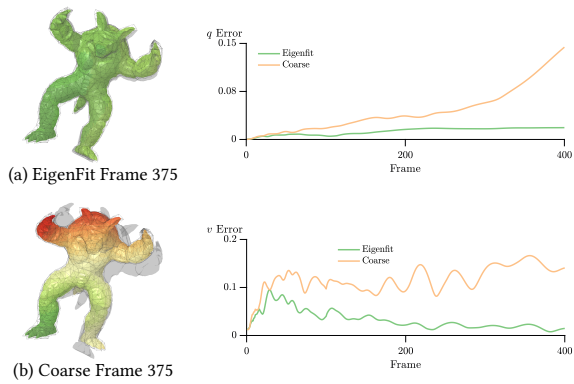 q Error
0.15
Eigenfit
Coarse
0.08
0
0
200
400
Frame
(a) EigenFit Frame 375
v Error
0.2
Eigenfit
Coarse
0.1
0
0
200
400
Frame
(b) Coarse Frame 375